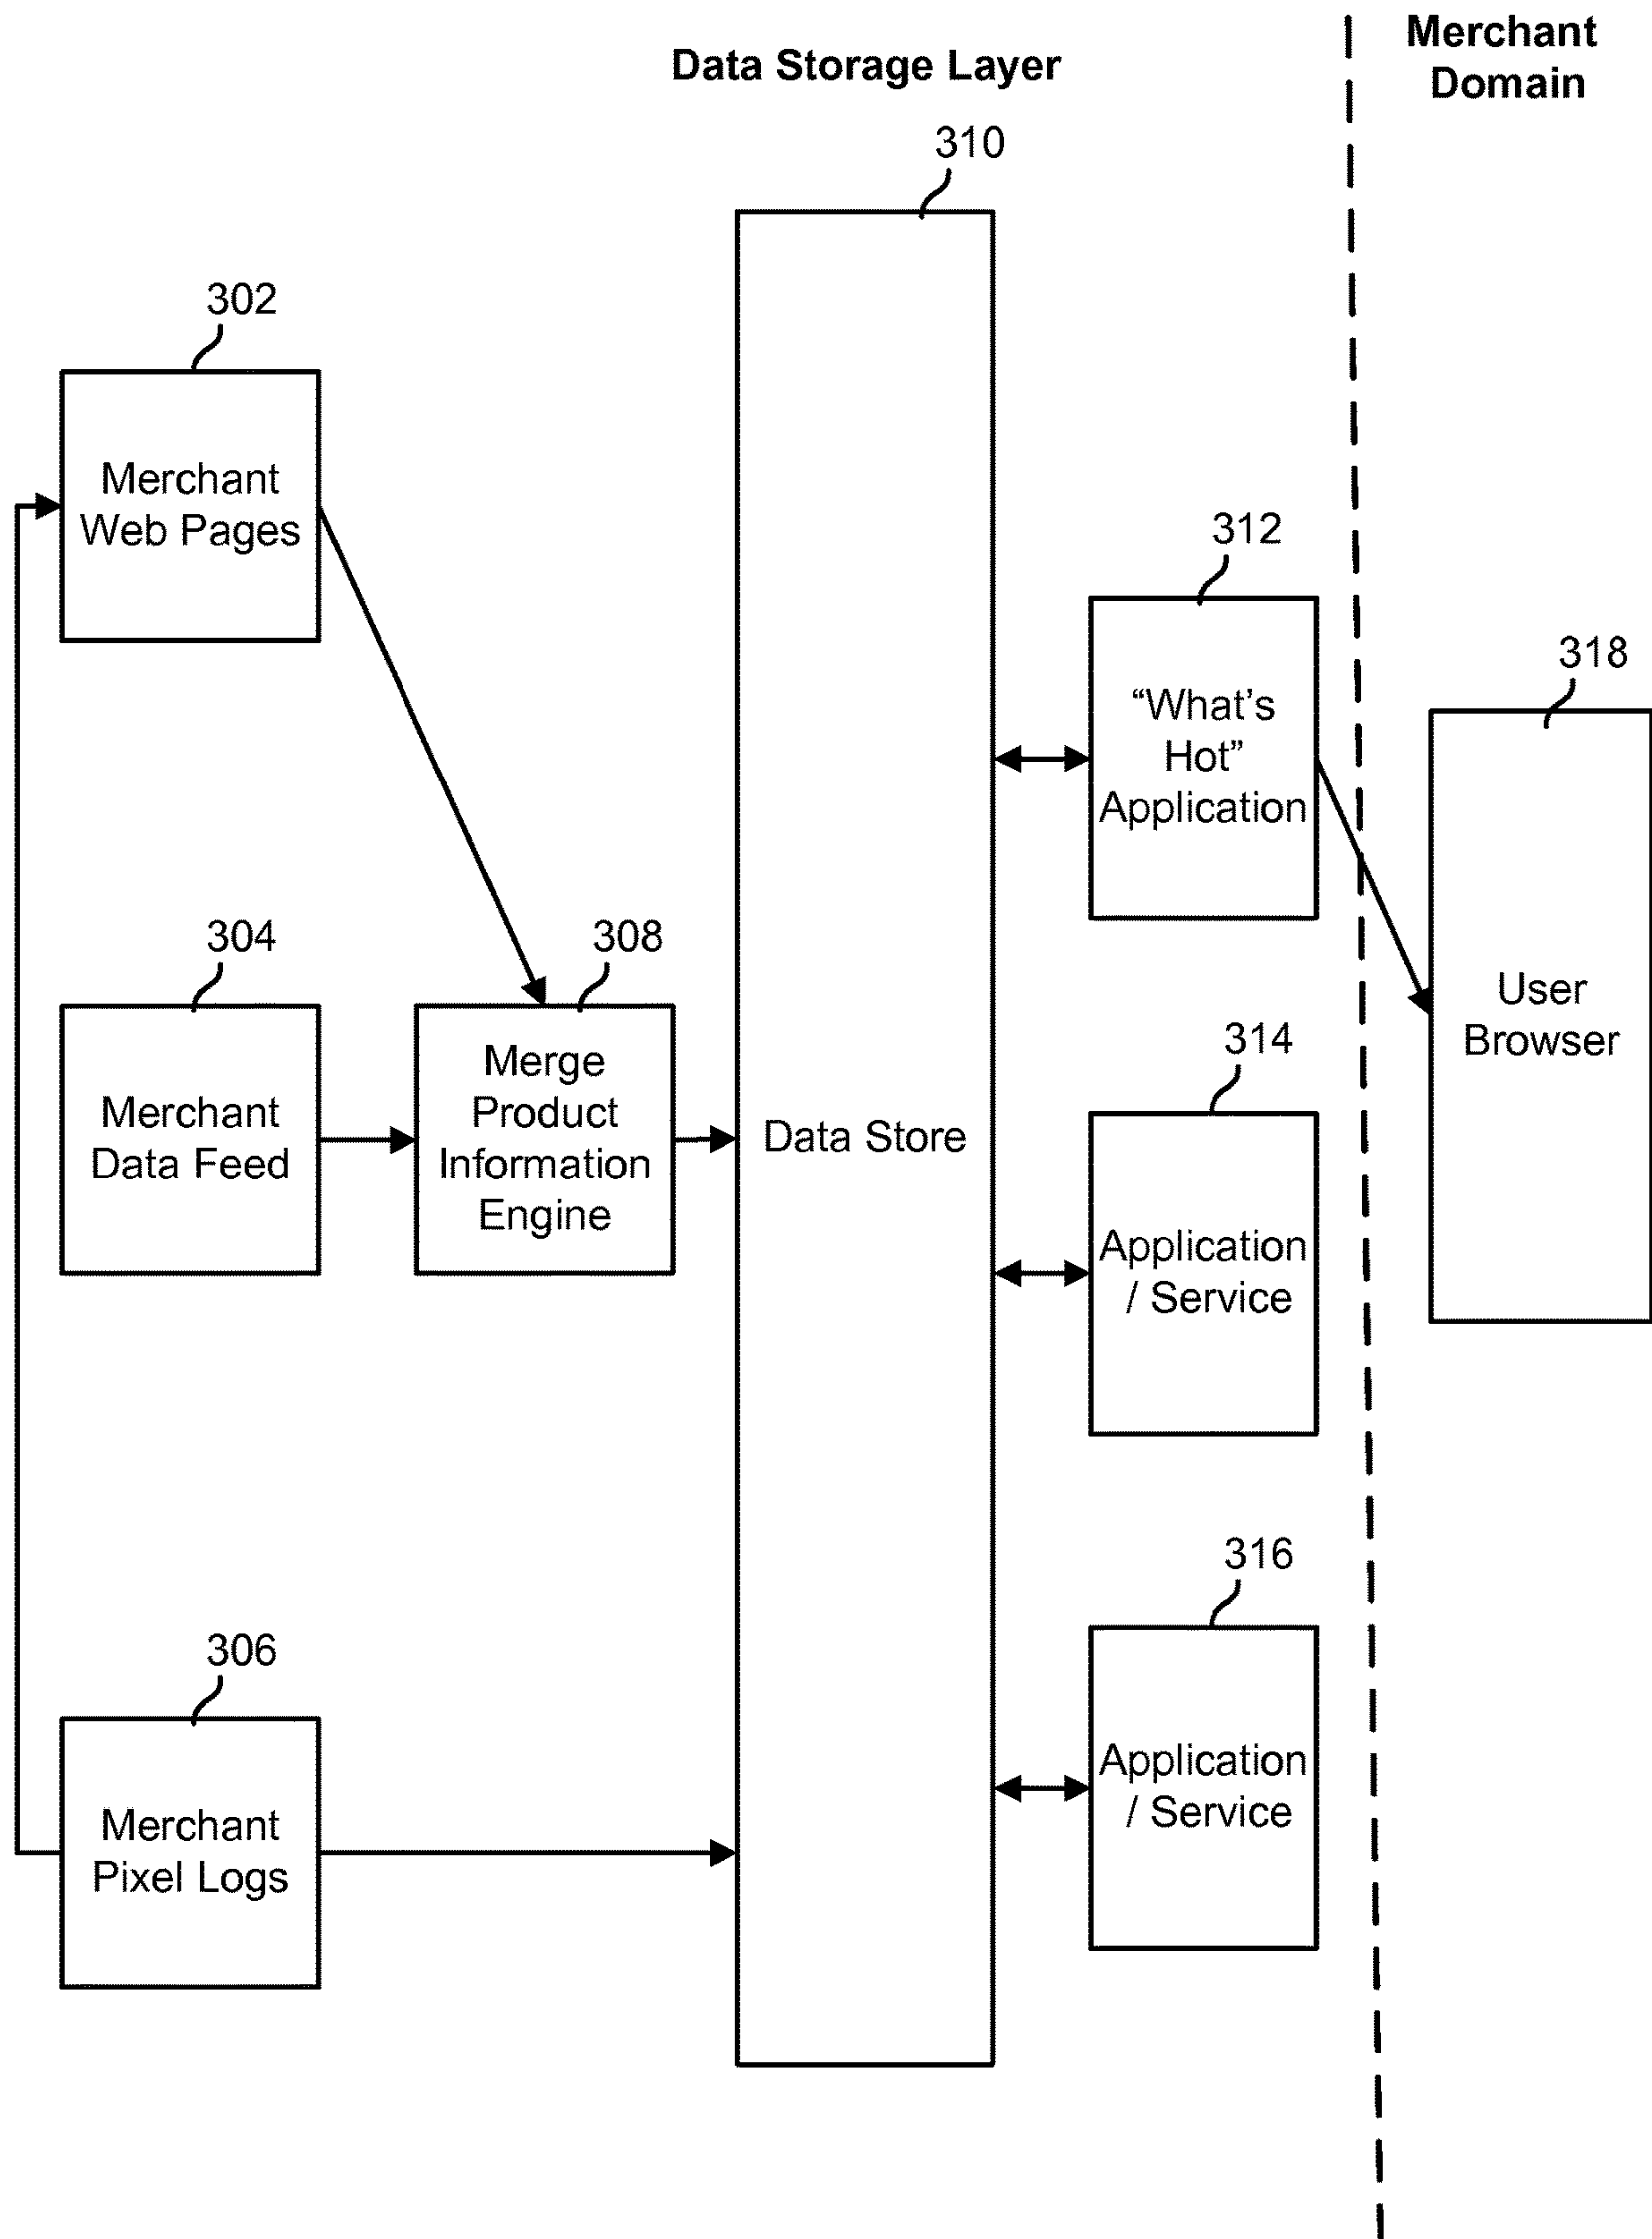 Merchant
Domain
Data Storage Layer
310
302
Merchant
Web Pages
312
“What’s
Hot”
Application
318
User
Browser
304
Merchant
Data Feed
308
Merge
Product
Information
Engine
Data Store
314
Application
/ Service
316
Application
/ Service
306
Merchant
Pixel Logs